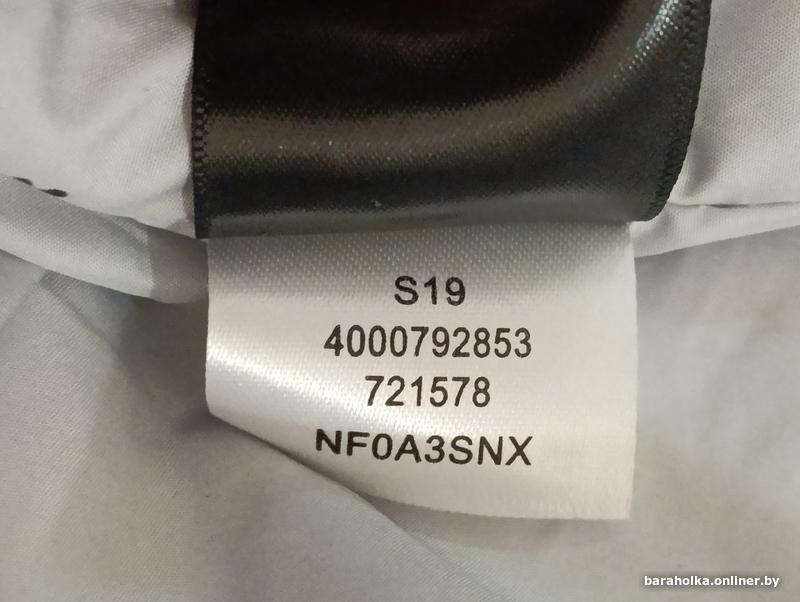 S19
4000792853
721578
NF0A3SNX
baraholka.onliner.by